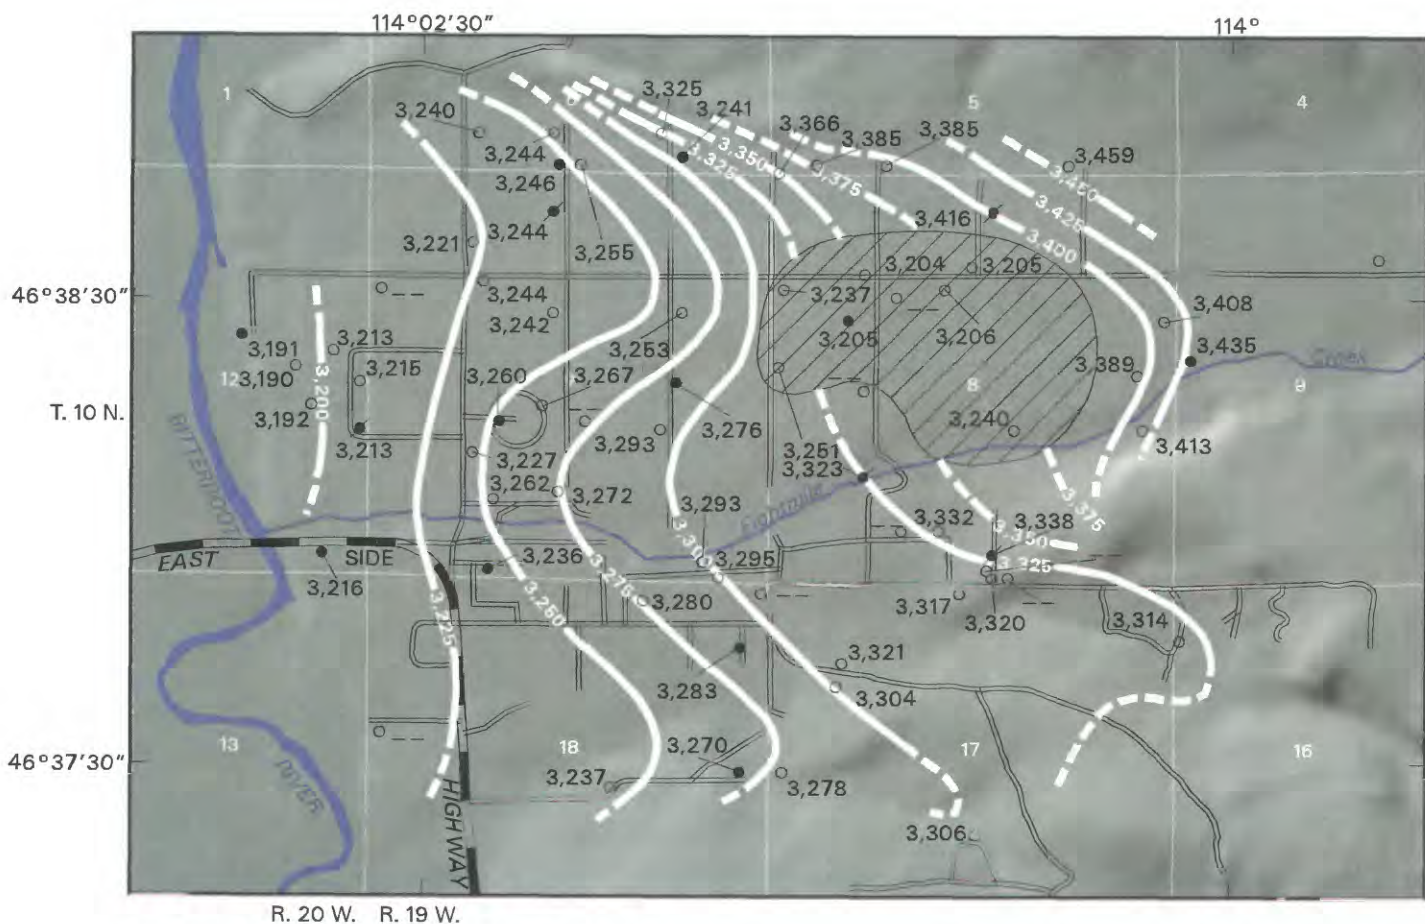 114°02'30" 114°
1 5 4
3,325
3,240 3,241
3,366 3,385 3,385
3,244 3,350 3,459
3,325
3,246 3,375 3,450
3,244 3,416 3,425
3,221 3,255 3,400
3,204 3,205
46°38'30" 3,244 3,237
3,242 3,206 3,408
3,191 3,213 3,253 3,205 3,435
3,190 3,215 3,260 3,267 3,389 Creek
12 8 9
T. 10 N. 3,200
3,192 3,293 3,276 3,240
3,213 3,227 3,251 3,413
3,323
3,262 3,272 3,375
BITTERROOT 3,293 Eightmile
3,332 3,338
3,300 3,350
EAST SIDE 3,236 3,295 3,325
3,216 3,275
3,225 3,250 3,280 3,317
3,320 3,314
3,321
3,283 3,304
13 18 3,270 17 16
46°37'30"
RIVER 3,237 3,278
HIGHWAY 3,306
R. 20 W. R. 19 W.